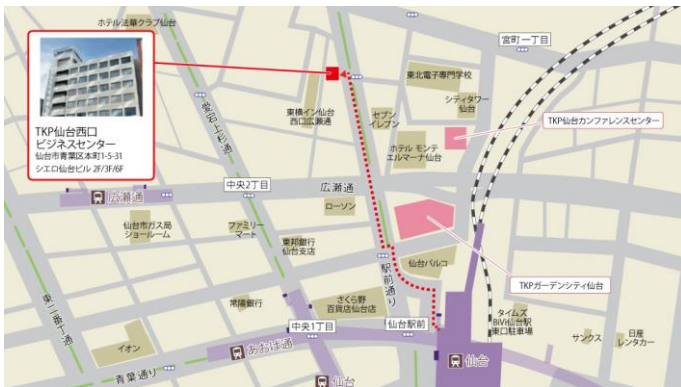 ホテル法華クラブ仙台
宮町一丁目
東北電子専門学校
シティタワー
仙台
TKP仙台カンファレンスセンター
東横イン仙台
西口広瀬通
セブン
イレブン
ホテル モンテ
エルマーナ仙台
愛宕上杉通
TKP仙台西口
ビジネスセンター
仙台市青葉区本町1-5-31
シエロ仙台ビル 2F/3F/6F
中央2丁目
広瀬通
広瀬通
ローソン
仙台市ガス局
ショールーム
ファミリー
マート
東邦銀行
仙台支店
仙台パルコ
駅前通り
TKPガーデンシティ仙台
東二番丁通
常陽銀行
さくら野
百貨店仙台店
中央1丁目
仙台駅前
タイムズ
BiVi仙台駅
東口駐車場
サンクス
日産
レンタカー
イオン
あおば通
青葉通り
仙台
仙台